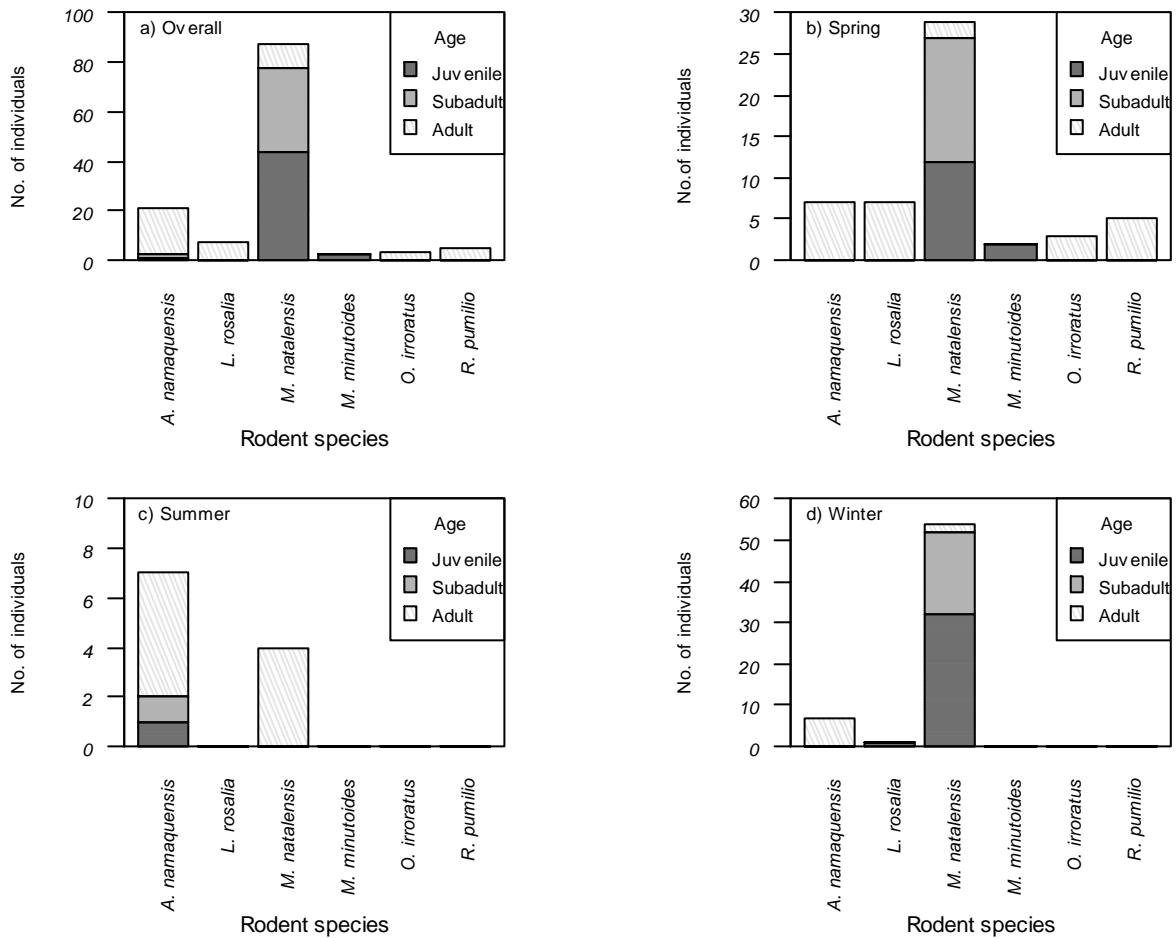 a) Overall
Age
Juvenile
Subadult
Adult
No. of individuals
100
80
60
40
20
0
A. namaquensis
L. rosalia
M. natalensis
M. minutoides
O. irroratus
R. pumilio
Rodent species
b) Spring
Age
Juvenile
Subadult
Adult
No.of individuals
30
25
20
15
10
5
0
A. namaquensis
L. rosalia
M. natalensis
M. minutoides
O. irroratus
R. pumilio
Rodent species
c) Summer
Age
Juvenile
Subadult
Adult
No. of individuals
10
8
6
4
2
0
A. namaquensis
L. rosalia
M. natalensis
M. minutoides
O. irroratus
R. pumilio
Rodent species
d) Winter
Age
Juvenile
Subadult
Adult
No. of individuals
60
50
40
30
20
10
0
A. namaquensis
L. rosalia
M. natalensis
M. minutoides
O. irroratus
R. pumilio
Rodent species